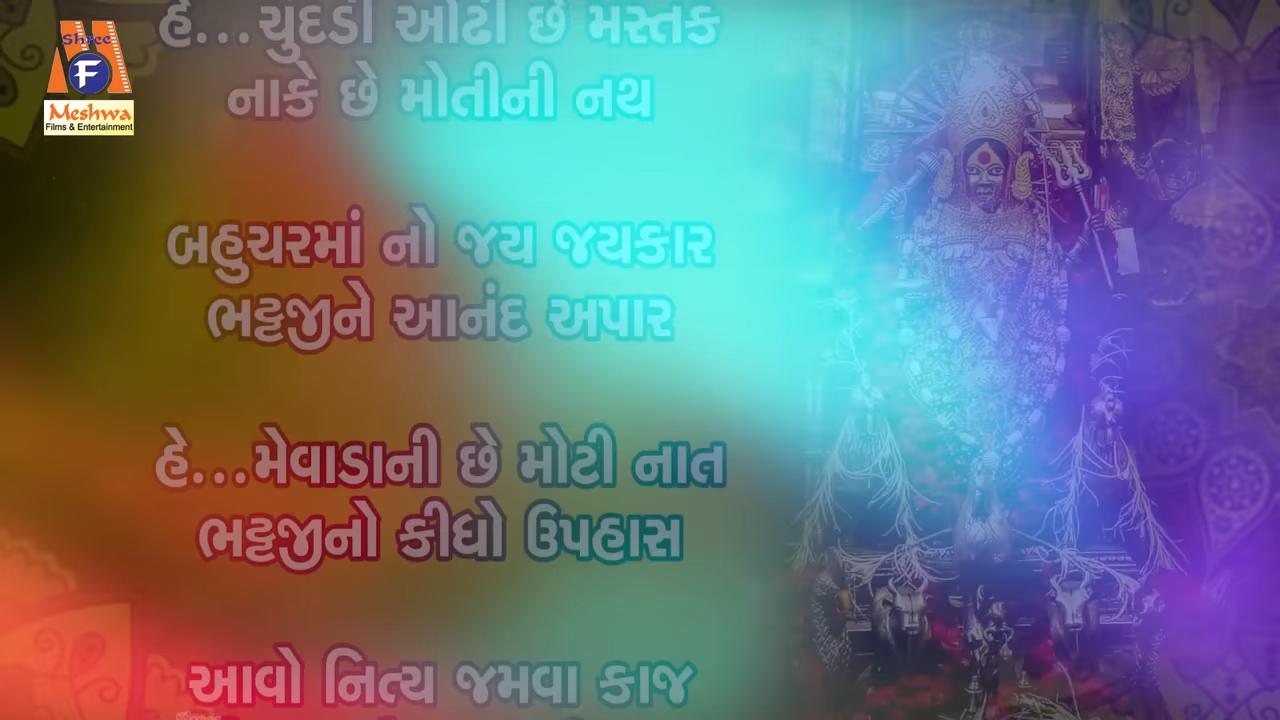 Shree
F
Meshwa
Films & Entertainment
હે...ચુંદડી ઓઢી છે મસ્તક
નાકે છે મોતીની નથ
બહુચરમાં નો જય જયકાર
ભટ્ટજીને આનંદ અપાર
હે...મેવાડાની છે મોટી નાત
ભટ્ટજીનો કીધો ઉપહાસ
આવો નિત્ય જમવા કાજ